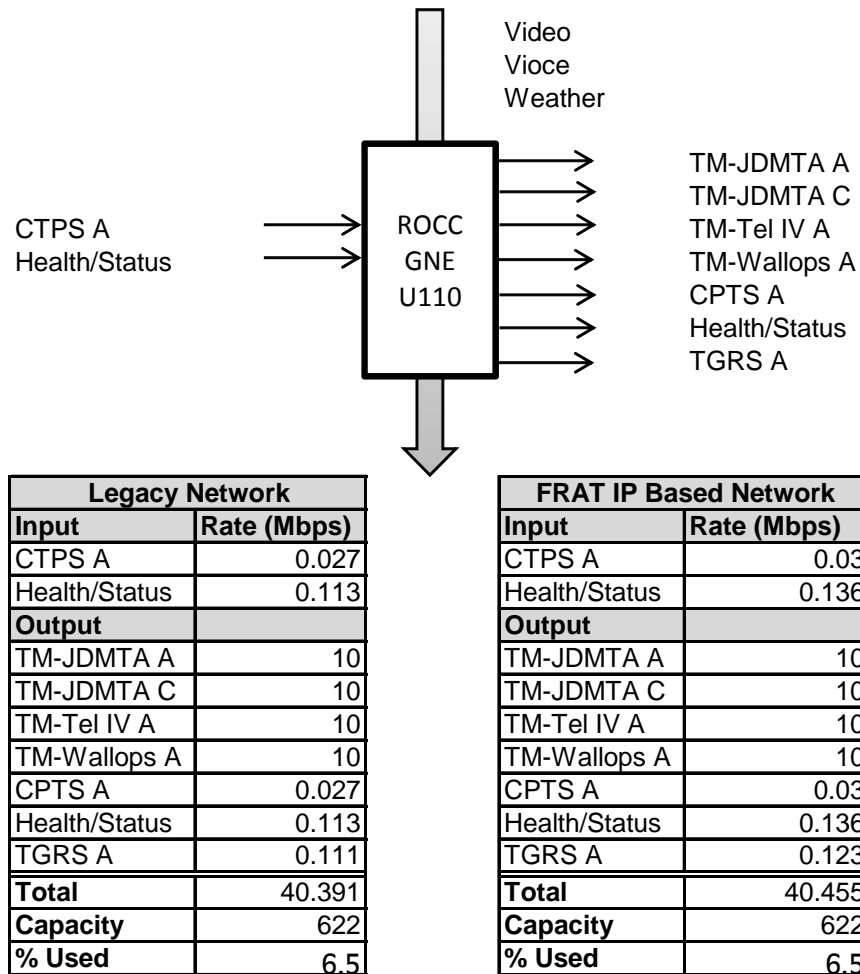 Video
Vioce
Weather
CTPS A
Health/Status
ROCC
GNE
U110
TM-JDMTA A
TM-JDMTA C
TM-Tel IV A
TM-Wallops A
CPTS A
Health/Status
TGRS A
Legacy Network
Input Rate (Mbps)
CTPS A 0.027
Health/Status 0.113
Output
TM-JDMTA A 10
TM-JDMTA C 10
TM-Tel IV A 10
TM-Wallops A 10
CPTS A 0.027
Health/Status 0.113
TGRS A 0.111
Total 40.391
Capacity 622
% Used 6.5
FRAT IP Based Network
Input Rate (Mbps)
CTPS A 0.03
Health/Status 0.136
Output
TM-JDMTA A 10
TM-JDMTA C 10
TM-Tel IV A 10
TM-Wallops A 10
CPTS A 0.03
Health/Status 0.136
TGRS A 0.123
Total 40.455
Capacity 622
% Used 6.5